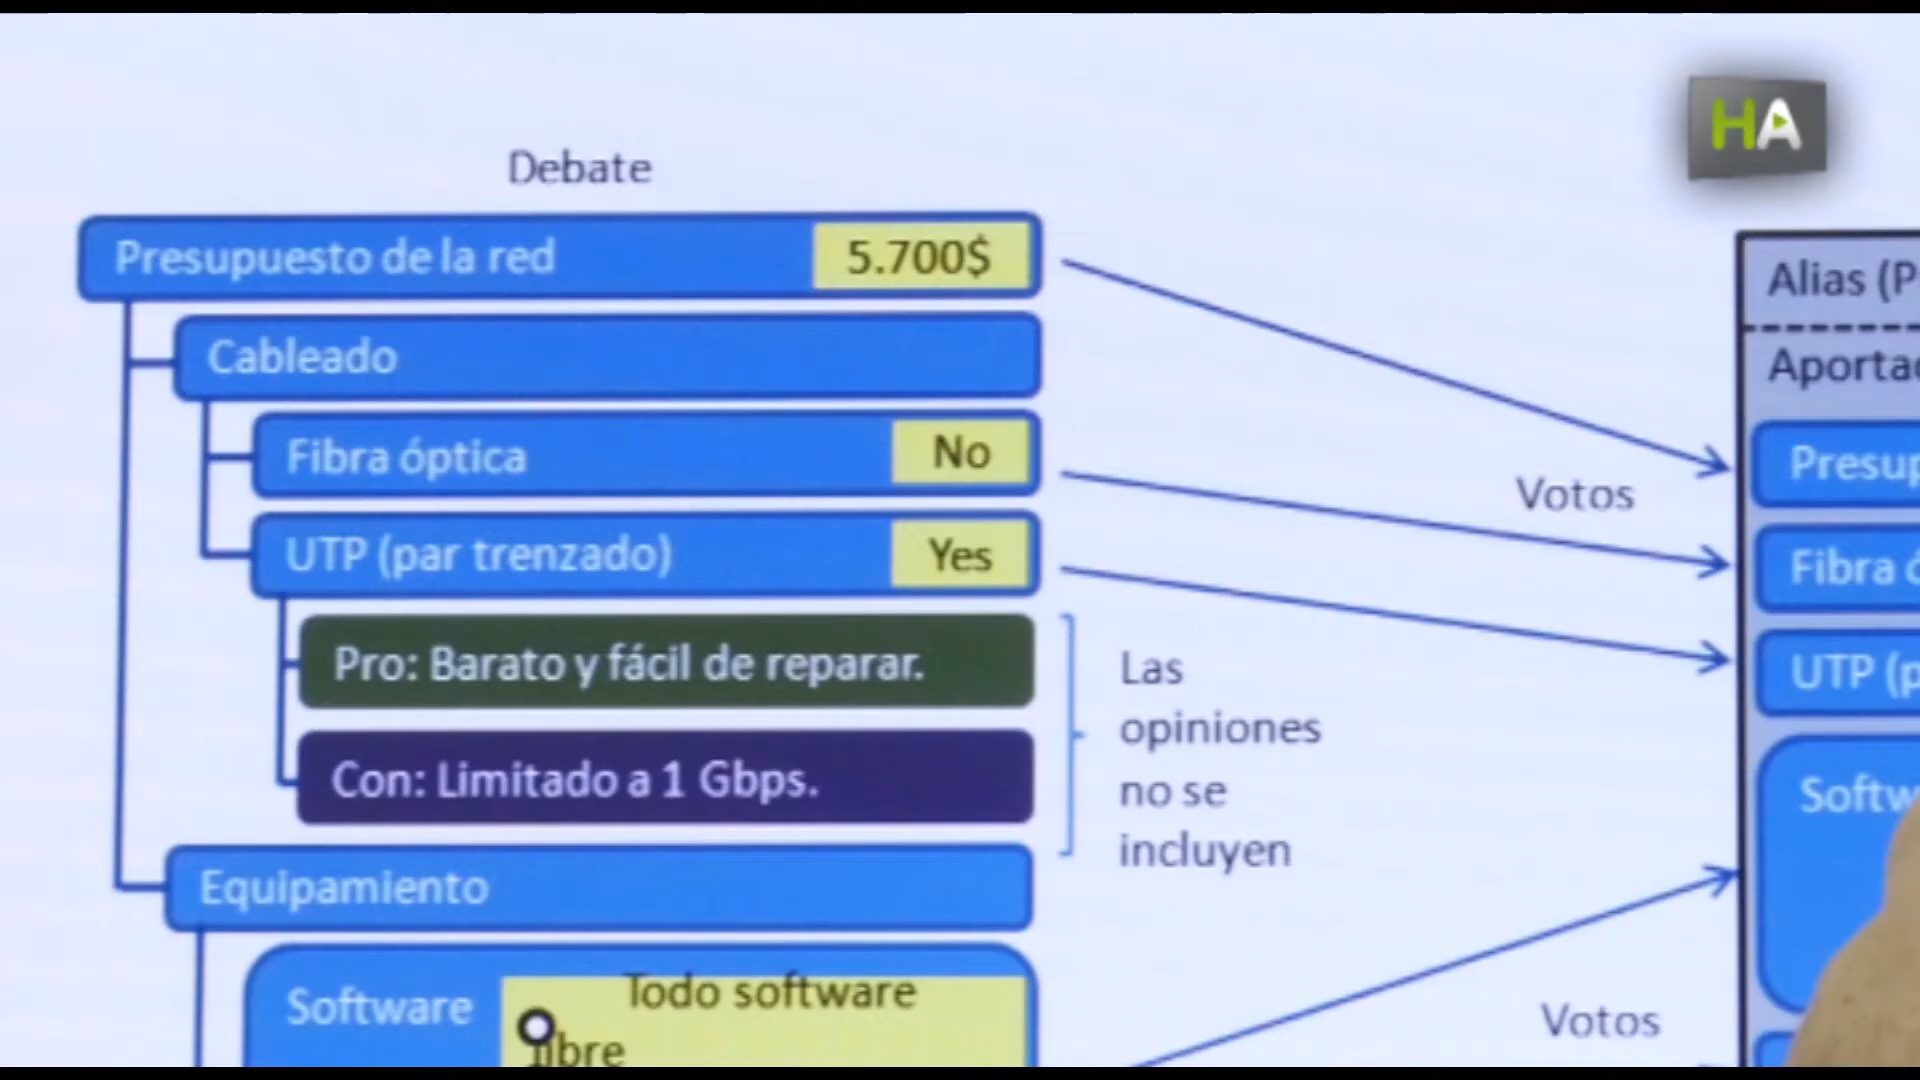 HA
Debate
Presupuesto de la red 5.700$
Cableado
Fibra óptica No
UTP (par trenzado) Yes
Pro: Barato y fácil de reparar.
Con: Limitado a 1 Gbps.
Las
opiniones
no se
incluyen
Equipamiento
Software Todo software
libre
Votos
Votos
Alias (P
Aportac
Presup
Fibra ó
UTP (p
Softw